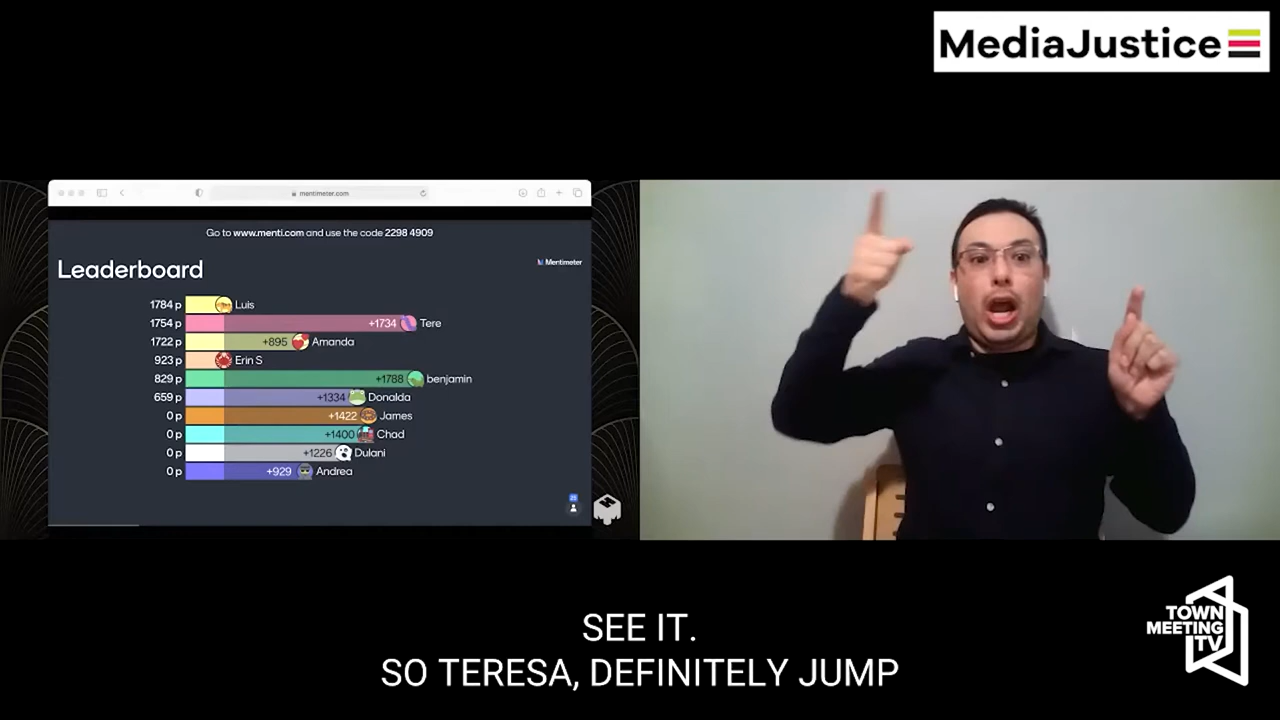 MediaJustice
mentimeter.com
Go to www.menti.com and use the code 2298 4909
Leaderboard
Mentimeter
1784 p Luis
1754 p +1734 Tere
1722 p +895 Amanda
923 p Erin S
829 p +1788 benjamin
659 p +1334 Donalda
0 p +1422 James
0 p +1400 Chad
0 p +1226 Dulani
0 p +929 Andrea
SEE IT.
SO TERESA, DEFINITELY JUMP
TOWN
MEETING
TV